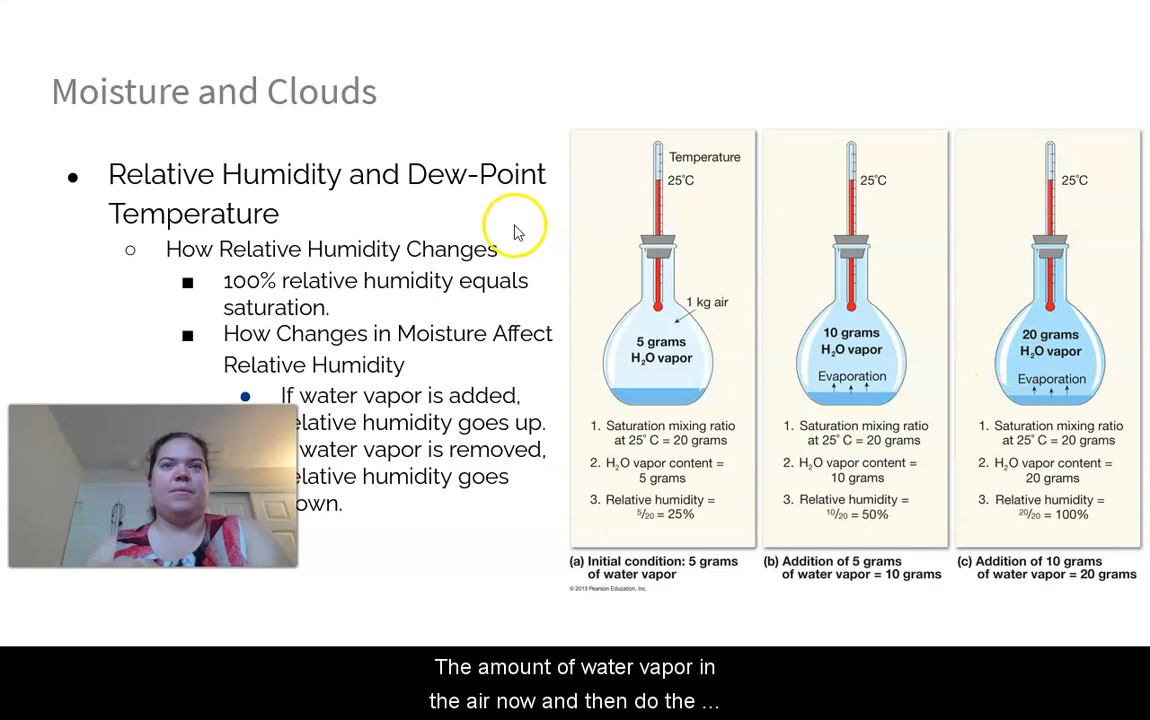 Moisture and Clouds
● Relative Humidity and Dew-Point
Temperature
○ How Relative Humidity Changes
■ 100% relative humidity equals
saturation.
■ How Changes in Moisture Affect
Relative Humidity
● If water vapor is added,
elative humidity goes up.
water vapor is removed,
elative humidity goes
own.
Temperature
25°C
1 kg air
5 grams
H₂O vapor
1. Saturation mixing ratio
at 25° C = 20 grams
2. H₂O vapor content =
5 grams
3. Relative humidity =
5/20 = 25%
(a) Initial condition: 5 grams
of water vapor
© 2013 Pearson Education, Inc.
25°C
10 grams
H₂O vapor
Evaporation
1. Saturation mixing ratio
at 25° C = 20 grams
2. H₂O vapor content =
10 grams
3. Relative humidity =
10/20 = 50%
(b) Addition of 5 grams
of water vapor = 10 grams
25°C
20 grams
H₂O vapor
Evaporation
1. Saturation mixing ratio
at 25° C = 20 grams
2. H₂O vapor content =
20 grams
3. Relative humidity =
20/20 = 100%
(c) Addition of 10 grams
of water vapor = 20 grams
The amount of water vapor in
the air now and then do the ...